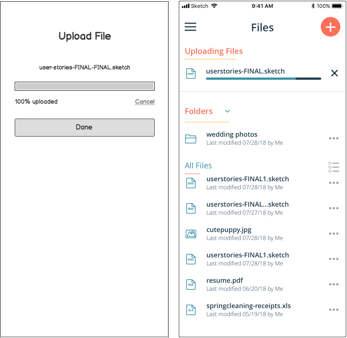 Upload File
user-stories-FINAL-FINAL.sketch
100% uploaded
Cancel
Done
Sketch
9:41 AM
100%
Files
Uploading Files
userstories-FINAL.sketch
Folders
wedding photos
Last modified 07/28/18 by Me
All Files
userstories-FINAL1.sketch
Last modified 07/28/18 by Me
userstories-FINAL...sketch
Last modified 07/27/18 by Me
cutepuppy.jpg
Last modified 07/28/18 by Me
userstories-FINAL1.sketch
Last modified 07/28/18 by Me
resume.pdf
Last modified 06/20/18 by Me
springcleaning-receipts.xls
Last modified 05/19/18 by Me